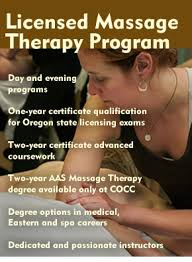 Licensed Massage
Therapy Program
Day and evening
programs
One-year certificate qualification
for Oregon state licensing exams
Two-year certificate advanced
coursework
Two-year AAS Massage Therapy
degree available only at COCC
Degree options in medical,
Eastern and spa careers
Dedicated and passionate instructors